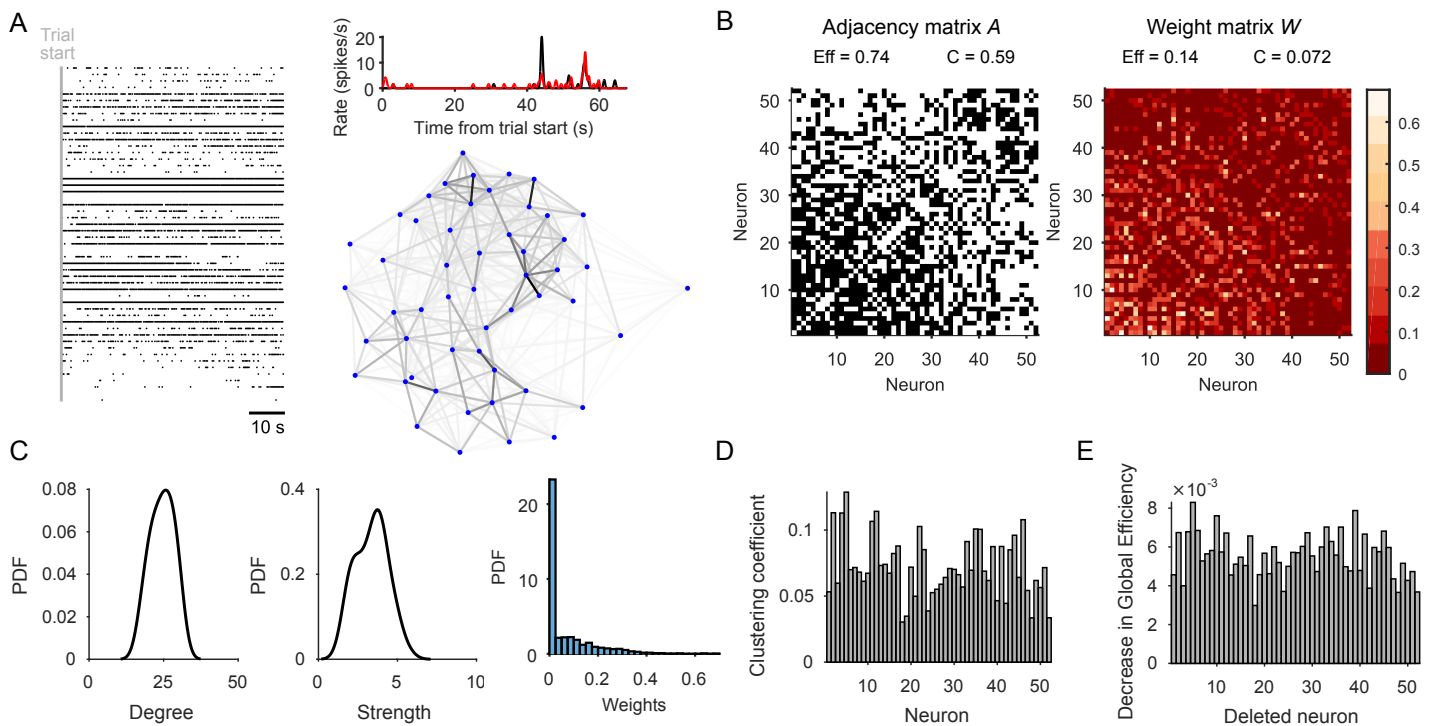 A
Trial
start
10 s
Rate (spikes/s)
20
10
0
0
20
40
60
Time from trial start (s)
B
Adjacency matrix A
Eff = 0.74
C = 0.59
Neuron
50
40
30
20
10
10
20
30
40
50
Neuron
Weight matrix W
Eff = 0.14
C = 0.072
Neuron
50
40
30
20
10
10
20
30
40
50
Neuron
0.6
0.5
0.4
0.3
0.2
0.1
0
C
PDF
0.08
0.06
0.04
0.02
0
0
25
50
Degree
PDF
0.4
0.2
0
0
5
10
Strength
PDF
20
10
0
0
0.2
0.4
0.6
Weights
D
Clustering coefficient
0.1
0.05
0
10
20
30
40
50
Neuron
E
Decrease in Global Efficiency
×10-3
8
6
4
2
0
10
20
30
40
50
Deleted neuron